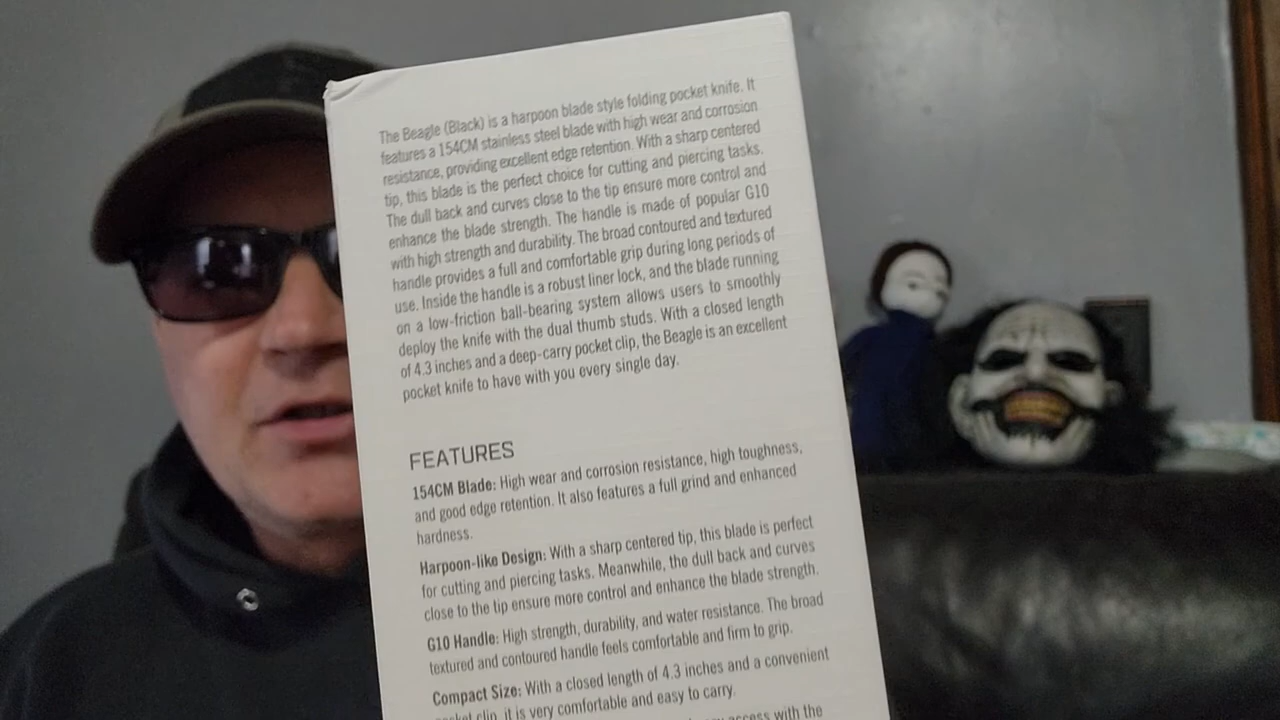 The Beagle (Black) is a harpoon blade style folding pocket knife. It
features a 154CM stainless steel blade with high wear and corrosion
resistance, providing excellent edge retention. With a sharp centered
tip, this blade is the perfect choice for cutting and piercing tasks.
The dull back and curves close to the tip ensure more control and
enhance the blade strength. The handle is made of popular G10
with high strength and durability. The broad contoured and textured
handle provides a full and comfortable grip during long periods of
use. Inside the handle is a robust liner lock, and the blade running
on a low-friction ball-bearing system allows users to smoothly
deploy the knife with the dual thumb studs. With a closed length
of 4.3 inches and a deep-carry pocket clip, the Beagle is an excellent
pocket knife to have with you every single day.
FEATURES
154CM Blade: High wear and corrosion resistance, high toughness,
and good edge retention. It also features a full grind and enhanced
hardness.
Harpoon-like Design: With a sharp centered tip, this blade is perfect
for cutting and piercing tasks. Meanwhile, the dull back and curves
close to the tip ensure more control and enhance the blade strength.
G10 Handle: High strength, durability, and water resistance. The broad
textured and contoured handle feels comfortable and firm to grip.
Compact Size: With a closed length of 4.3 inches and a convenient
pocket clip, it is very comfortable and easy to carry.
access with the